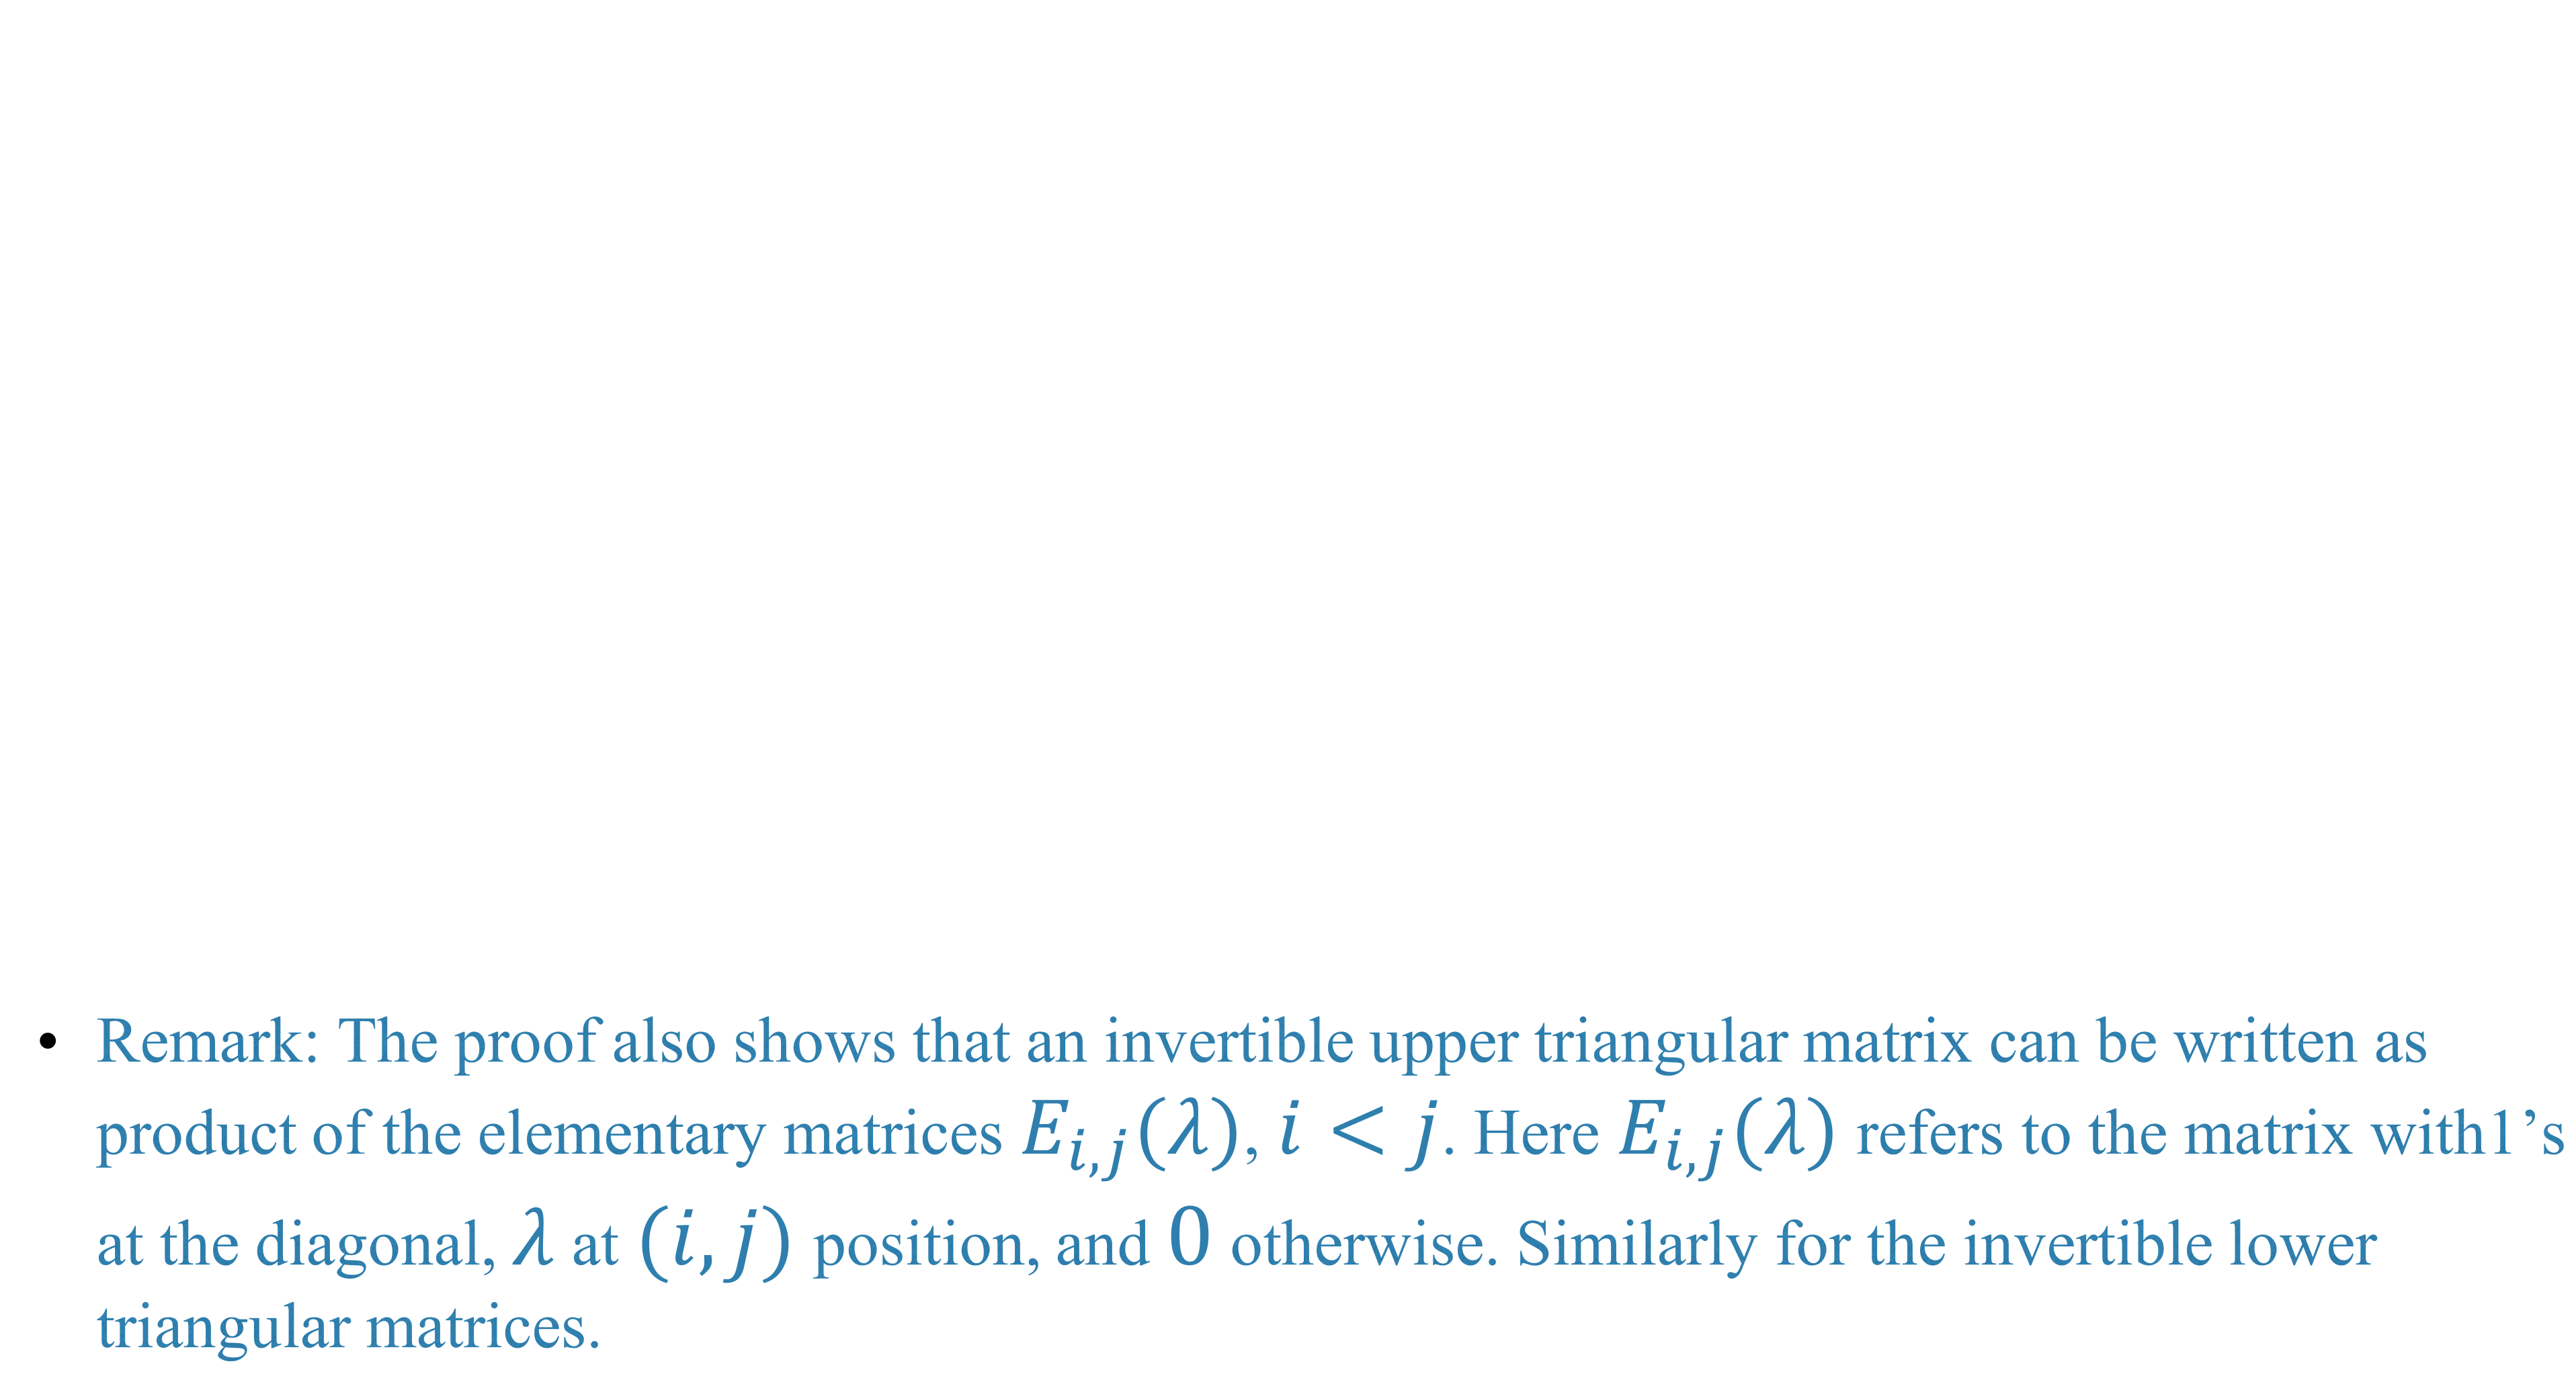 • Remark: The proof also shows that an invertible upper triangular matrix can be written as
product of the elementary matrices $E_{i,j}(\lambda)$, $i < j$. Here $E_{i,j}(\lambda)$ refers to the matrix with1’s
at the diagonal, $\lambda$ at $(i,j)$ position, and $0$ otherwise. Similarly for the invertible lower
triangular matrices.